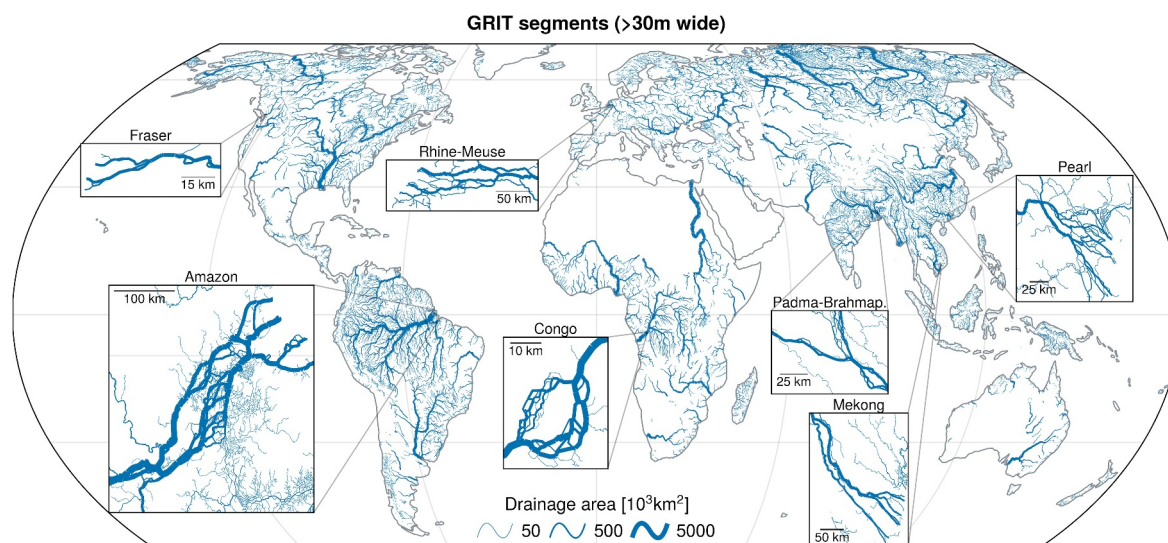 GRIT segments (>30m wide)
Fraser
15 km
Rhine-Meuse
50 km
Pearl
25 km
Amazon
100 km
Congo
10 km
Padma-Brahmap.
25 km
Mekong
50 km
Drainage area [10³km²]
50 500 5000